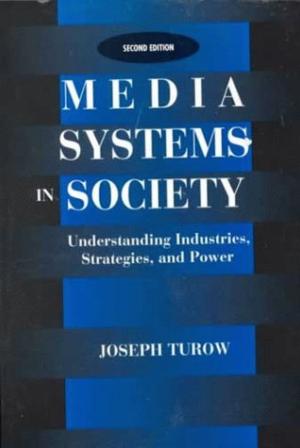 SECOND EDITION
MEDIA
SYSTEMS
IN SOCIETY
Understanding Industries,
Strategies, and Power
JOSEPH TUROW